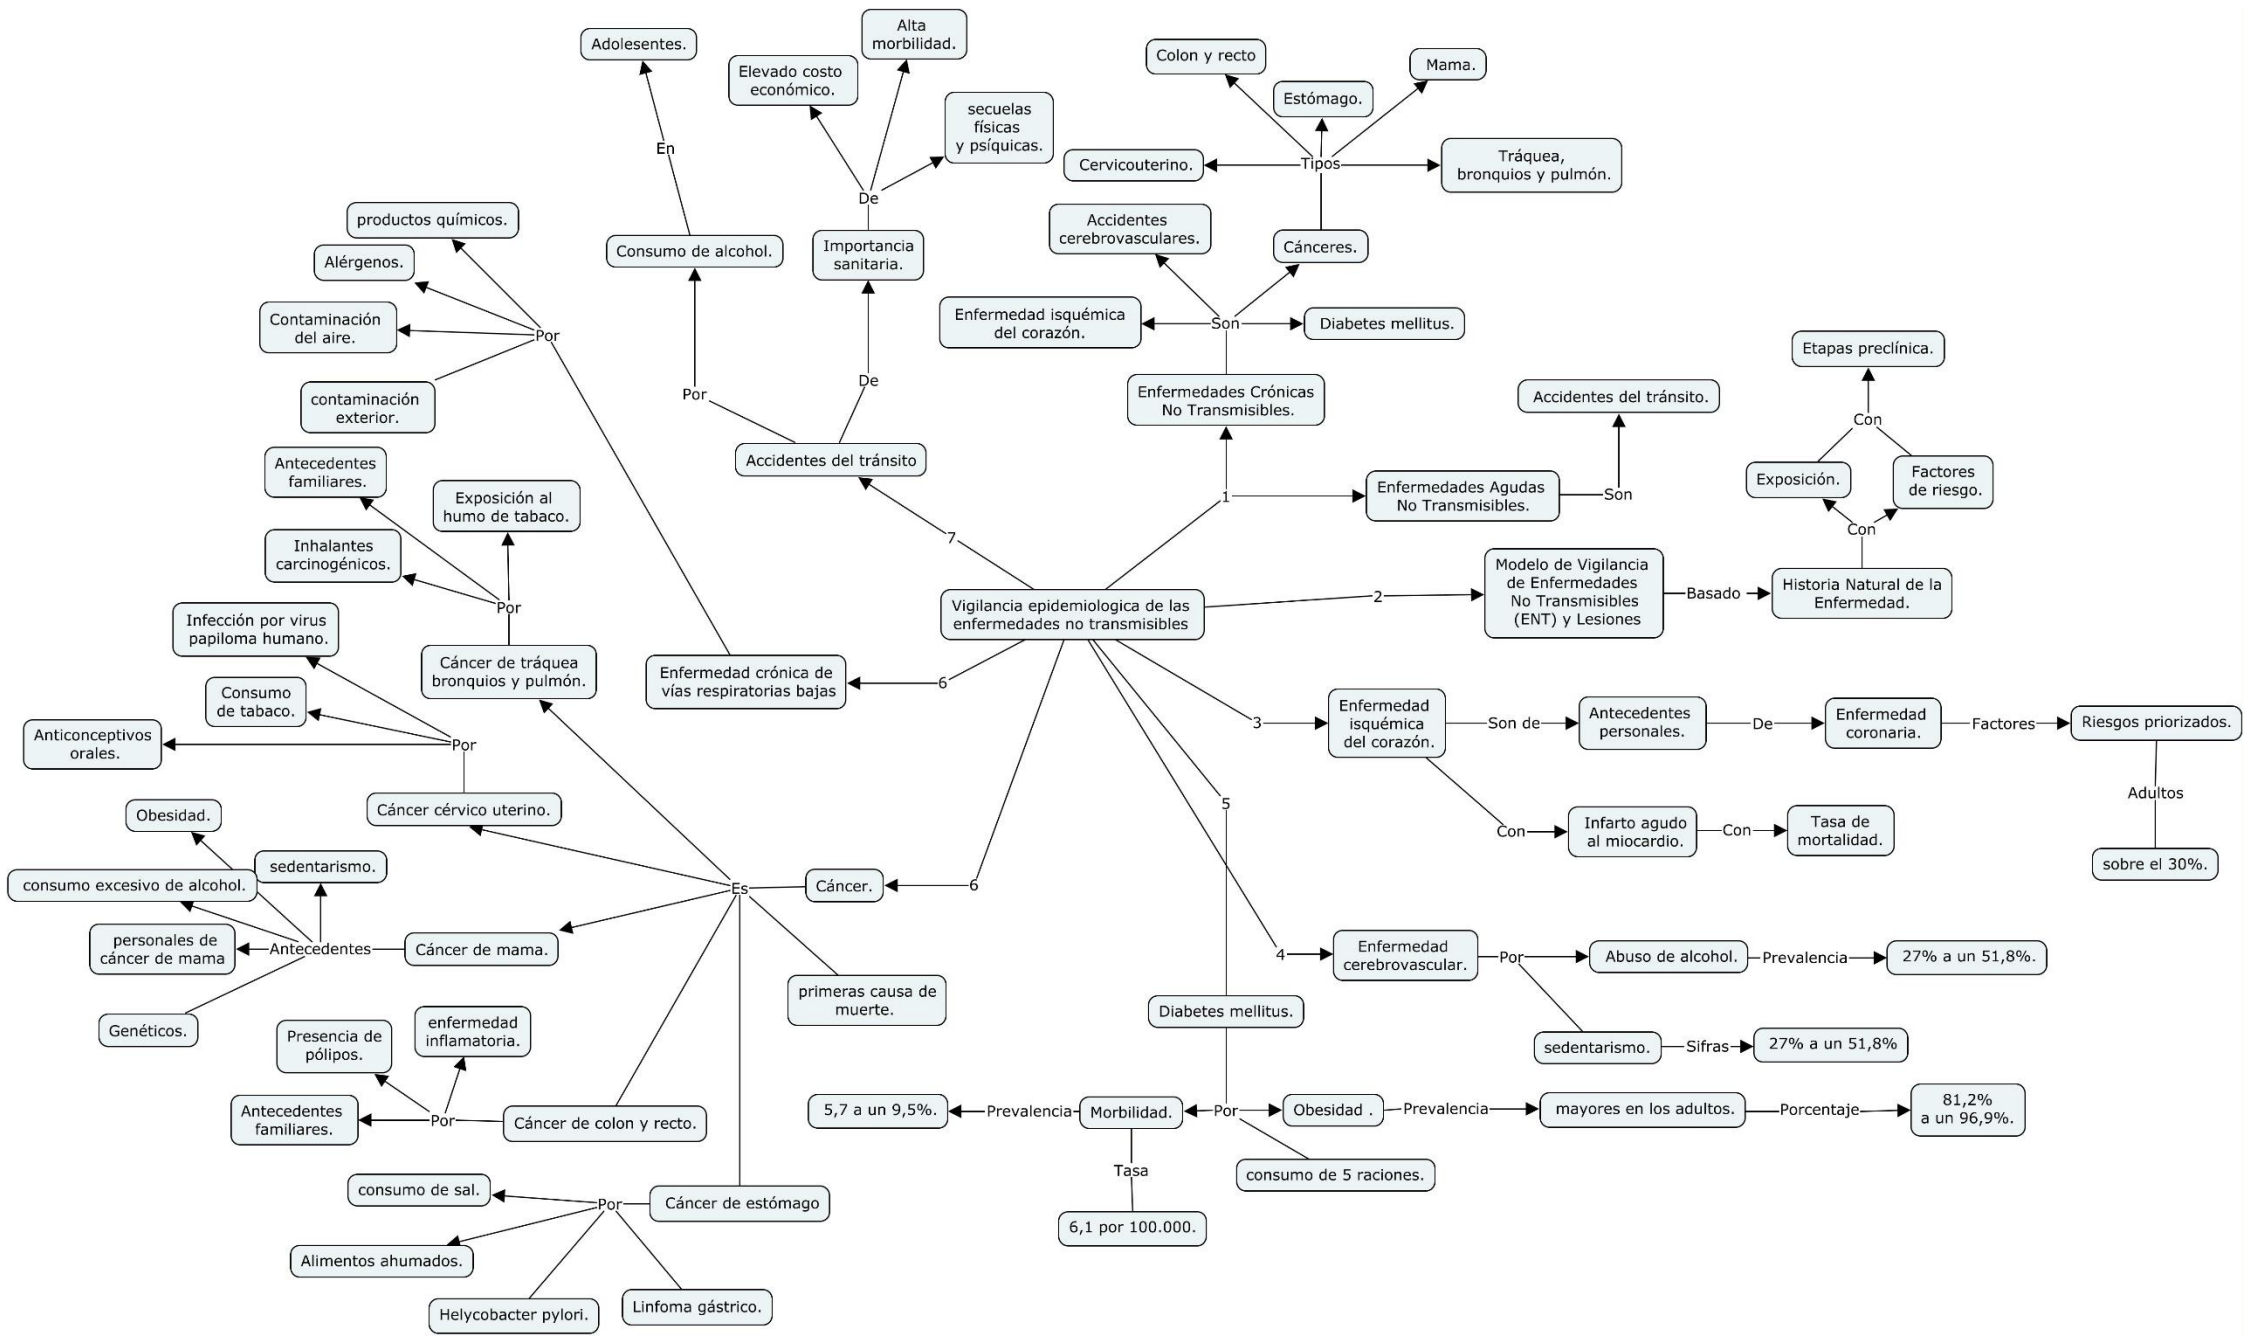 Adolesentes.
En
Consumo de alcohol.
Por
Elevado costo
económico.
Alta
morbilidad.
secuelas
físicas
y psíquicas.
De
Importancia
sanitaria.
De
Accidentes del tránsito
7
Colon y recto
Estómago.
Mama.
Cervicouterino.
Tipos
Tráquea,
bronquios y pulmón.
Accidentes
cerebrovasculares.
Cánceres.
Enfermedad isquémica
del corazón.
Son
Diabetes mellitus.
Enfermedades Crónicas
No Transmisibles.
1
Enfermedades Agudas
No Transmisibles.
Son
Accidentes del tránsito.
Etapas preclínica.
Con
Exposición.
Factores
de riesgo.
Con
Historia Natural de la
Enfermedad.
Basado
Modelo de Vigilancia
de Enfermedades
No Transmisibles
(ENT) y Lesiones
2
Vigilancia epidemiologica de las
enfermedades no transmisibles
productos químicos.
Alérgenos.
Contaminación
del aire.
contaminación
exterior.
Por
Enfermedad crónica de
vías respiratorias bajas
6
Antecedentes
familiares.
Exposición al
humo de tabaco.
Inhalantes
carcinogénicos.
Por
Cáncer de tráquea
bronquios y pulmón.
Infección por virus
papiloma humano.
Consumo
de tabaco.
Anticonceptivos
orales.
Por
Cáncer cérvico uterino.
Obesidad.
sedentarismo.
consumo excesivo de alcohol.
personales de
cáncer de mama
Antecedentes
Cáncer de mama.
Genéticos.
Es
Cáncer.
6
primeras causa de
muerte.
Presencia de
pólipos.
enfermedad
inflamatoria.
Antecedentes
familiares.
Por
Cáncer de colon y recto.
consumo de sal.
Por
Cáncer de estómago
Alimentos ahumados.
Helycobacter pylori.
Linfoma gástrico.
3
Enfermedad
isquémica
del corazón.
Son de
Antecedentes
personales.
De
Enfermedad
coronaria.
Factores
Riesgos priorizados.
Adultos
sobre el 30%.
Con
Infarto agudo
al miocardio.
Con
Tasa de
mortalidad.
4
Enfermedad
cerebrovascular.
Por
Abuso de alcohol.
Prevalencia
27% a un 51,8%.
sedentarismo.
Sifras
27% a un 51,8%
5
Diabetes mellitus.
Por
Morbilidad.
Prevalencia
5,7 a un 9,5%.
Tasa
6,1 por 100.000.
Obesidad .
Prevalencia
mayores en los adultos.
Porcentaje
81,2%
a un 96,9%.
consumo de 5 raciones.